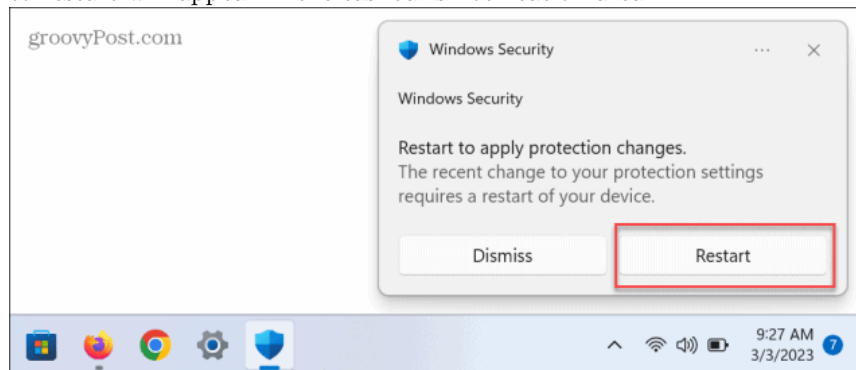 groovyPost.com
Windows Security
Windows Security
Restart to apply protection changes.
The recent change to your protection settings
requires a restart of your device.
Dismiss
Restart
9:27 AM
3/3/2023
7